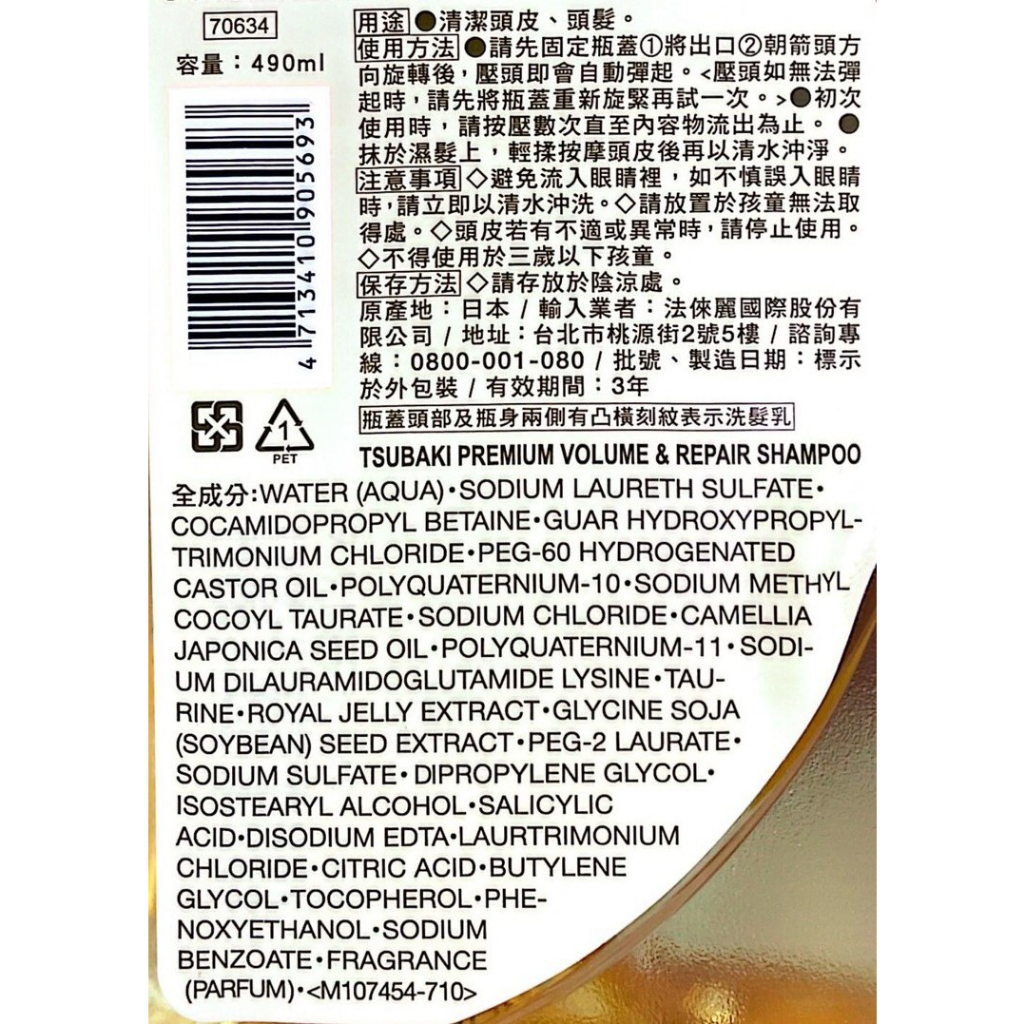 70634
容量：490ml
4 713410 905693
1
PET
用途●清潔頭皮、頭髮。
使用方法●請先固定瓶蓋①將出口②朝箭頭方
向旋轉後，壓頭即會自動彈起。<壓頭如無法彈
起時，請先將瓶蓋重新旋緊再試一次。>●初次
使用時，請按壓數次直至內容物流出為止。●
抹於濕髮上，輕揉按摩頭皮後再以清水沖淨。
注意事項◇避免流入眼睛裡，如不慎誤入眼睛
時，請立即以清水沖洗。◇請放置於孩童無法取
得處。◇頭皮若有不適或異常時，請停止使用。
◇不得使用於三歲以下孩童。
保存方法◇請存放於陰涼處。
原產地：日本 / 輸入業者：法倈麗國際股份有
限公司 / 地址：台北市桃源街2號5樓 / 諮詢專
線：0800-001-080 / 批號、製造日期：標示
於外包裝 / 有效期間：3年
瓶蓋頭部及瓶身兩側有凸橫刻紋表示洗髮乳
TSUBAKI PREMIUM VOLUME & REPAIR SHAMPOO
全成分:WATER (AQUA)•SODIUM LAURETH SULFATE•
COCAMIDOPROPYL BETAINE•GUAR HYDROXYPROPYL-
TRIMONIUM CHLORIDE•PEG-60 HYDROGENATED
CASTOR OIL•POLYQUATERNIUM-10•SODIUM METHYL
COCOYL TAURATE•SODIUM CHLORIDE•CAMELLIA
JAPONICA SEED OIL•POLYQUATERNIUM-11•SODI-
UM DILAURAMIDOGLUTAMIDE LYSINE•TAU-
RINE•ROYAL JELLY EXTRACT•GLYCINE SOJA
(SOYBEAN) SEED EXTRACT•PEG-2 LAURATE•
SODIUM SULFATE•DIPROPYLENE GLYCOL•
ISOSTEARYL ALCOHOL•SALICYLIC
ACID•DISODIUM EDTA•LAURTRIMONIUM
CHLORIDE•CITRIC ACID•BUTYLENE
GLYCOL•TOCOPHEROL•PHE-
NOXYETHANOL•SODIUM
BENZOATE•FRAGRANCE
(PARFUM)•<M107454-710>